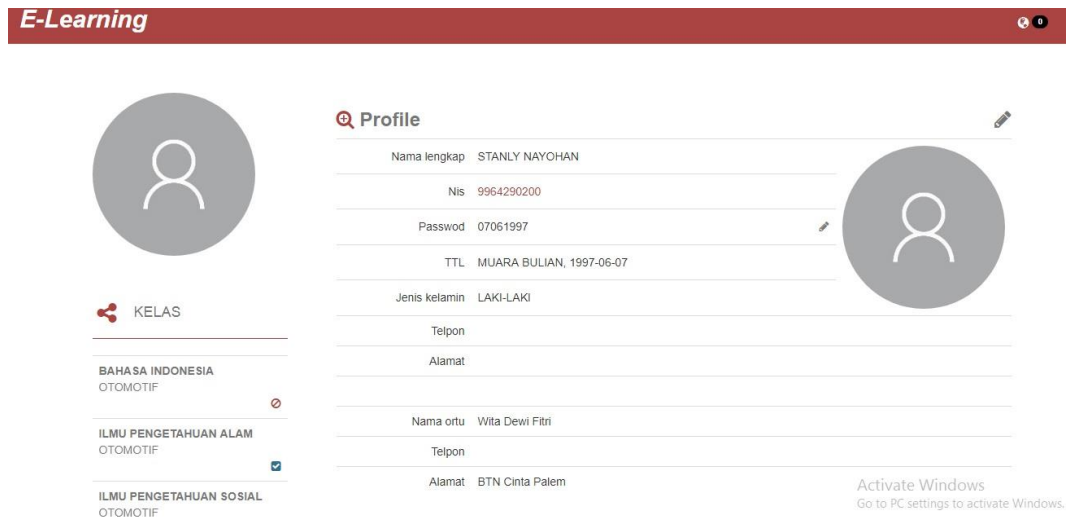 E-Learning
0
Profile
Nama lengkap STANLY NAYOHAN
Nis 9964290200
Passwod 07061997
TTL MUARA BULIAN, 1997-06-07
Jenis kelamin LAKI-LAKI
Telpon
Alamat
Nama ortu Wita Dewi Fitri
Telpon
Alamat BTN Cinta Palem
KELAS
BAHASA INDONESIA
OTOMOTIF
ILMU PENGETAHUAN ALAM
OTOMOTIF
ILMU PENGETAHUAN SOSIAL
OTOMOTIF
Activate Windows
Go to PC settings to activate Windows.